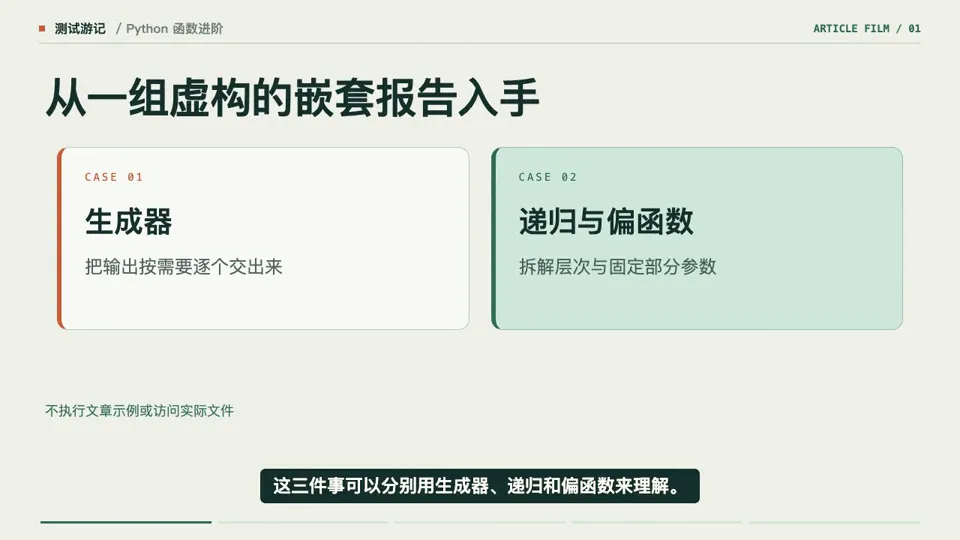 测试游记 / Python 函数进阶
ARTICLE FILM / 01
从一组虚构的嵌套报告入手
CASE 01
生成器
把输出按需要逐个交出来
CASE 02
递归与偏函数
拆解层次与固定部分参数
不执行文章示例或访问实际文件
这三件事可以分别用生成器、递归和偏函数来理解。